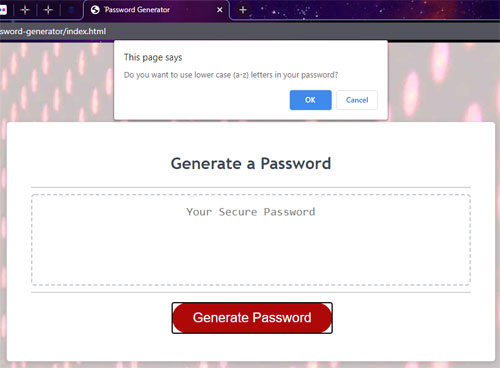 'Password Generator
sword-generator/index.html
This page says
Do you want to use lower case (a-z) letters in your password?
OK Cancel
Generate a Password
Your Secure Password
Generate Password